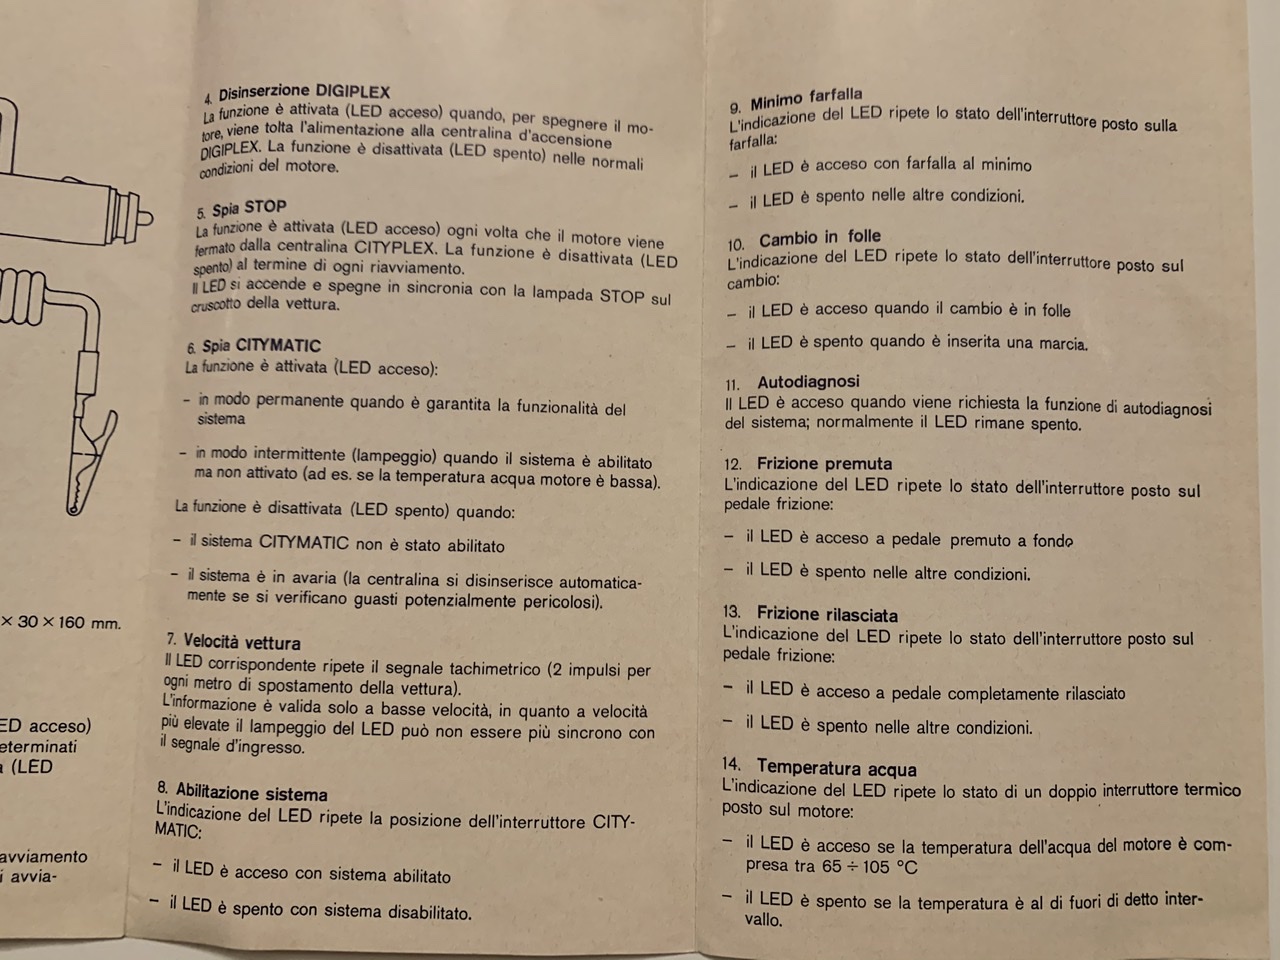 × 30 × 160 mm.
ED acceso)
eterminati
a (LED
avviamento
i avvia-
4. Disinserzione DIGIPLEX
La funzione è attivata (LED acceso) quando, per spegnere il mo-
tore, viene tolta l'alimentazione alla centralina d'accensione
DIGIPLEX. La funzione è disattivata (LED spento) nelle normali
condizioni del motore.
5. Spia STOP
La funzione è attivata (LED acceso) ogni volta che il motore viene
fermato dalla centralina CITYPLEX. La funzione è disattivata (LED
spento) al termine di ogni riavviamento.
Il LED si accende e spegne in sincronia con la lampada STOP sul
cruscotto della vettura.
6. Spia CITYMATIC
La funzione è attivata (LED acceso):
– in modo permanente quando è garantita la funzionalità del
sistema
– in modo intermittente (lampeggio) quando il sistema è abilitato
ma non attivato (ad es. se la temperatura acqua motore è bassa).
La funzione è disattivata (LED spento) quando:
– il sistema CITYMATIC non è stato abilitato
– il sistema è in avaria (la centralina si disinserisce automatica-
mente se si verificano guasti potenzialmente pericolosi).
7. Velocità vettura
Il LED corrispondente ripete il segnale tachimetrico (2 impulsi per
ogni metro di spostamento della vettura).
L'informazione è valida solo a basse velocità, in quanto a velocità
più elevate il lampeggio del LED può non essere più sincrono con
il segnale d'ingresso.
8. Abilitazione sistema
L'indicazione del LED ripete la posizione dell'interruttore CITY-
MATIC:
– il LED è acceso con sistema abilitato
– il LED è spento con sistema disabilitato.
9. Minimo farfalla
L'indicazione del LED ripete lo stato dell'interruttore posto sulla
farfalla:
– il LED è acceso con farfalla al minimo
– il LED è spento nelle altre condizioni.
10. Cambio in folle
L'indicazione del LED ripete lo stato dell'interruttore posto sul
cambio:
– il LED è acceso quando il cambio è in folle
– il LED è spento quando è inserita una marcia.
11. Autodiagnosi
Il LED è acceso quando viene richiesta la funzione di autodiagnosi
del sistema; normalmente il LED rimane spento.
12. Frizione premuta
L'indicazione del LED ripete lo stato dell'interruttore posto sul
pedale frizione:
– il LED è acceso a pedale premuto a fondo
– il LED è spento nelle altre condizioni.
13. Frizione rilasciata
L'indicazione del LED ripete lo stato dell'interruttore posto sul
pedale frizione:
– il LED è acceso a pedale completamente rilasciato
– il LED è spento nelle altre condizioni.
14. Temperatura acqua
L'indicazione del LED ripete lo stato di un doppio interruttore termico
posto sul motore:
– il LED è acceso se la temperatura dell'acqua del motore è com-
presa tra 65 ÷ 105 °C
– il LED è spento se la temperatura è al di fuori di detto inter-
vallo.